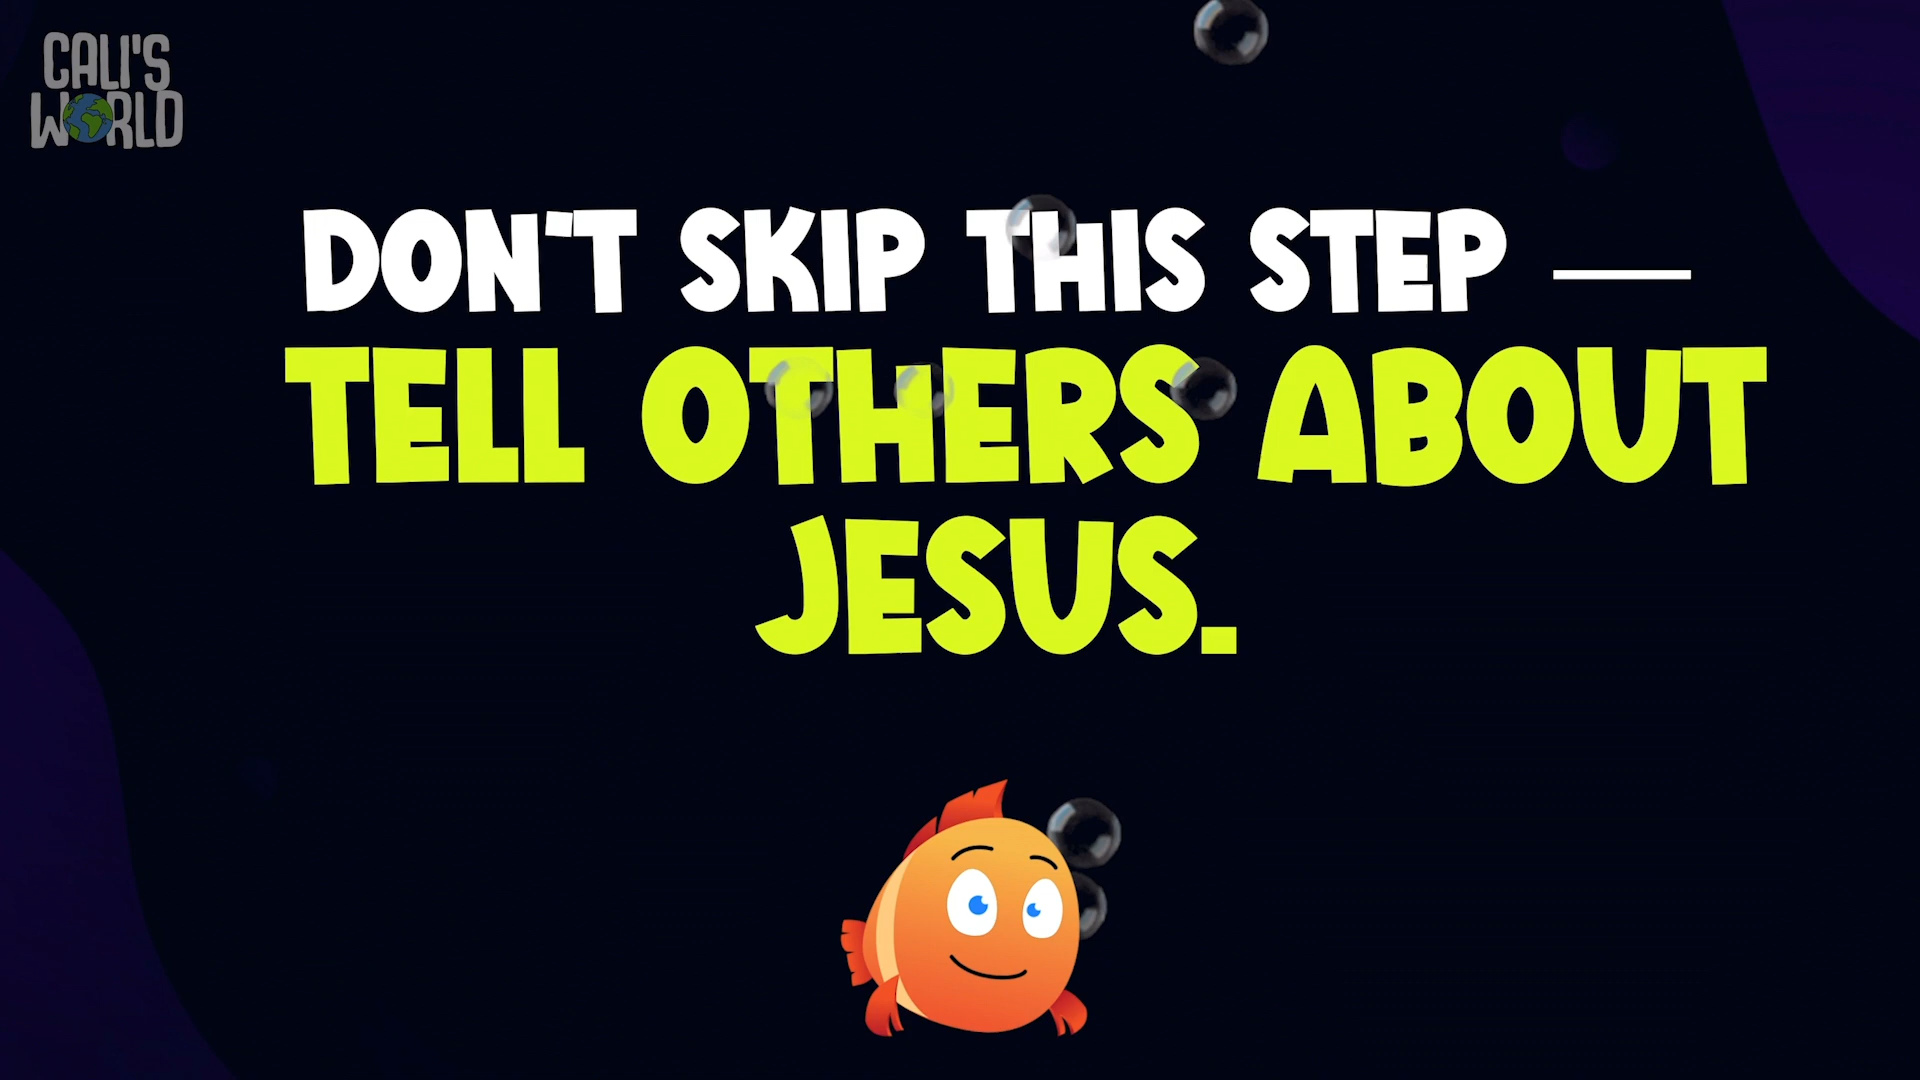 CALI'S
WORLD
DON'T SKIP THIS STEP —
TELL OTHERS ABOUT
JESUS.